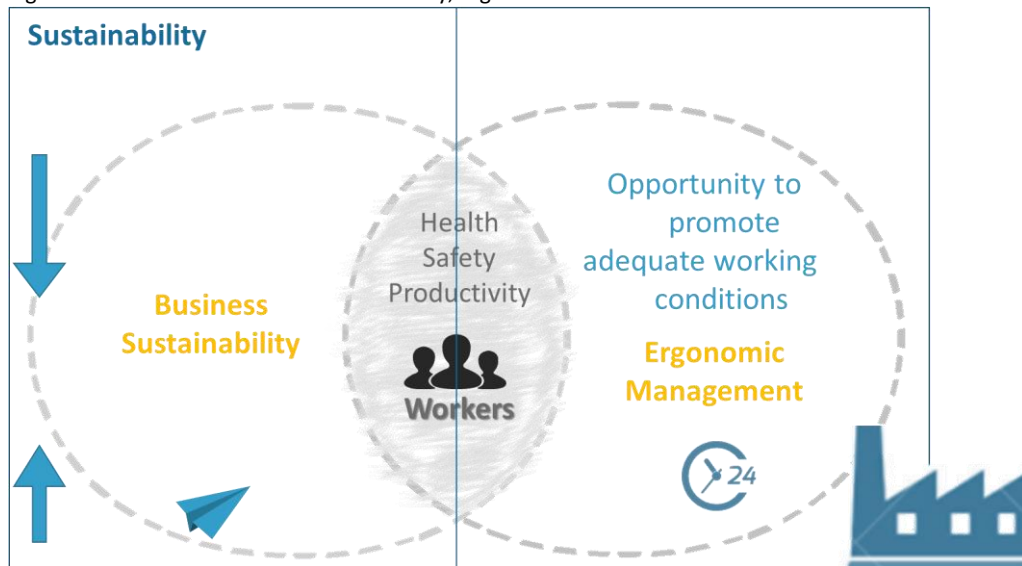 Sustainability
Health
Safety
Productivity
Workers
Business
Sustainability
Opportunity to
promote
adequate working
conditions
Ergonomic
Management
24